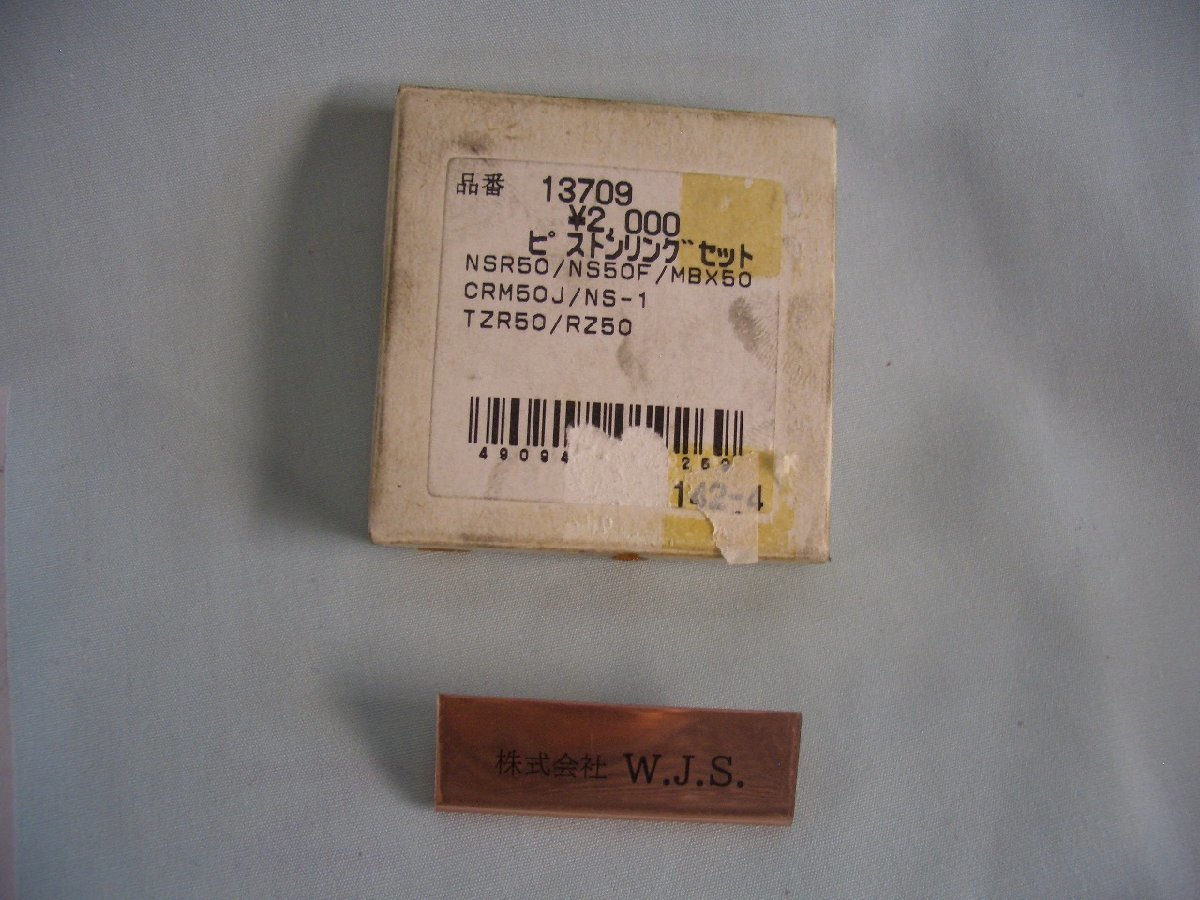 品番 13709
¥2,000
ピストンリングセット
NSR50/NS50F/MBX50
CRM50J/NS-1
TZR50/RZ50
49094
142-4
株式会社 W.J.S.